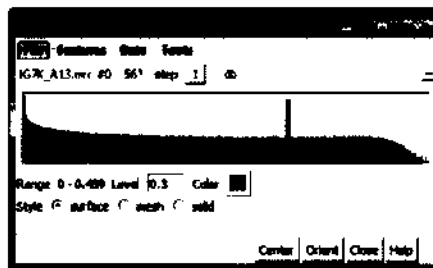 Features Data Tools
#0 561 step 1
Range 0 - 0.489 Level 0.3 Color
Style surface mesh solid
Center Orient Close Help